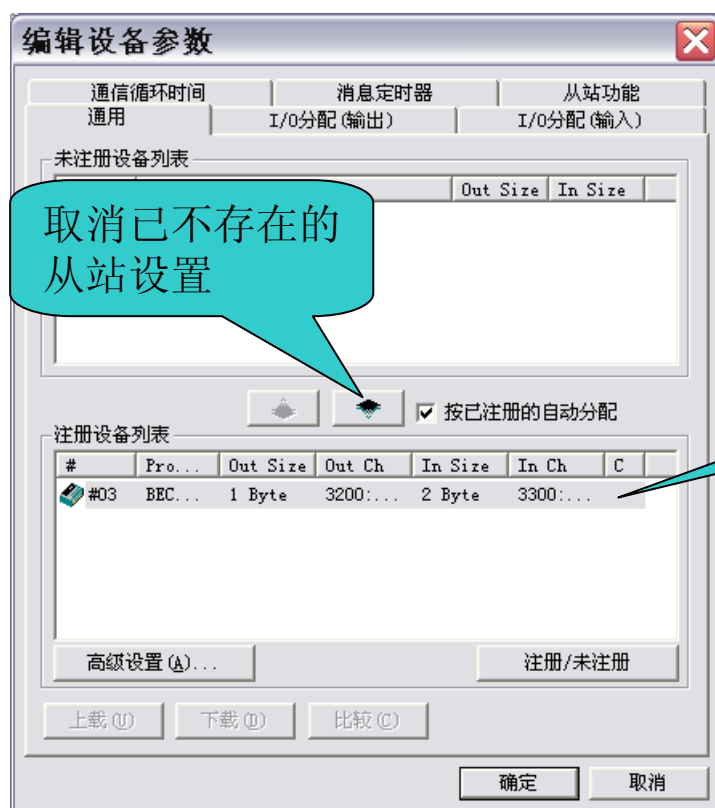 编辑设备参数
通信循环时间 消息定时器 从站功能
通用 I/O分配(输出) I/O分配(输入)
未注册设备列表
Out Size In Size
取消已不存在的
从站设置
按已注册的自动分配
注册设备列表
# Pro... Out Size Out Ch In Size In Ch C
#03 BEC... 1 Byte 3200:... 2 Byte 3300:...
高级设置(A)... 注册/未注册
上载(U) 下载(D) 比较(C)
确定 取消